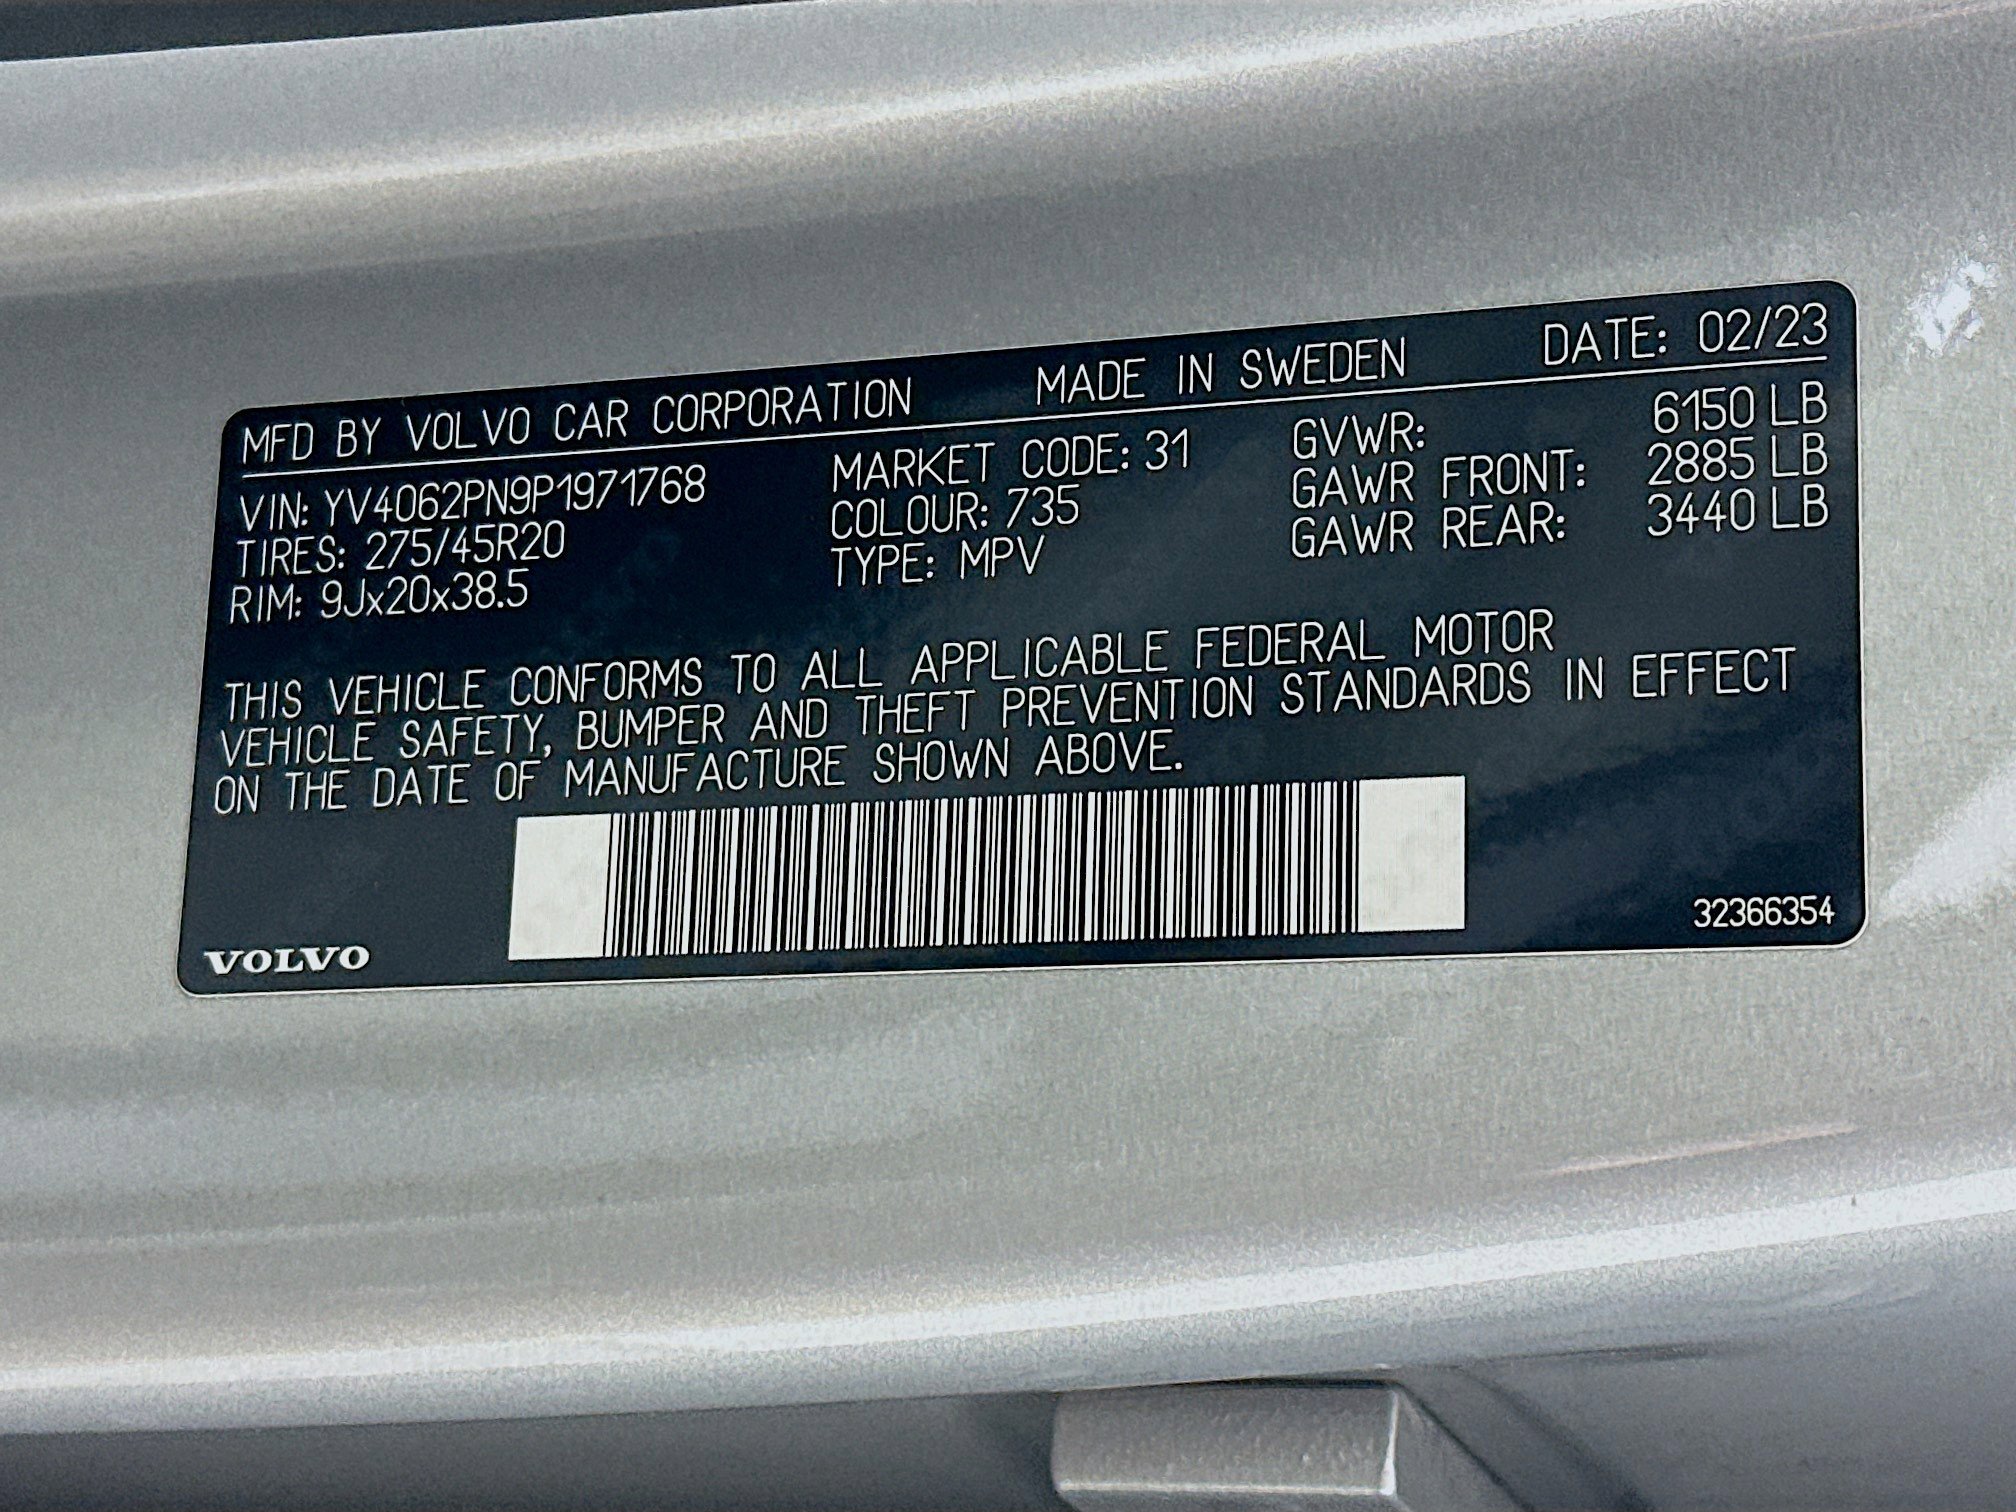 MFD BY VOLVO CAR CORPORATION MADE IN SWEDEN DATE: 02/23
VIN: YV4062PN9P1971768 MARKET CODE: 31 GVWR: 6150 LB
TIRES: 275/45R20 COLOUR: 735 GAWR FRONT: 2885 LB
RIM: 9Jx20x38.5 TYPE: MPV GAWR REAR: 3440 LB
THIS VEHICLE CONFORMS TO ALL APPLICABLE FEDERAL MOTOR
VEHICLE SAFETY, BUMPER AND THEFT PREVENTION STANDARDS IN EFFECT
ON THE DATE OF MANUFACTURE SHOWN ABOVE.
VOLVO 32366354